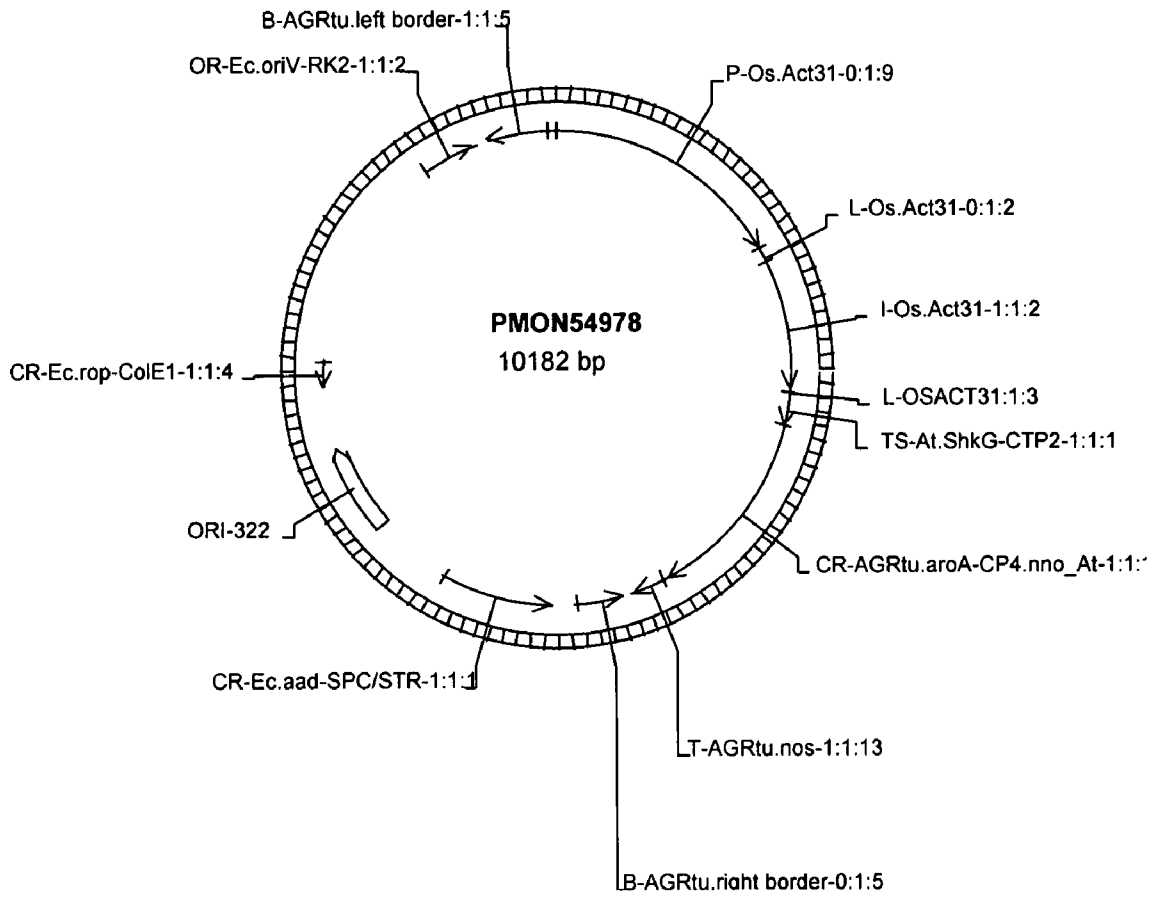 B-AGRtu.left border-1:1:5
OR-Ec.oriV-RK2-1:1:2
P-Os.Act31-0:1:9
L-Os.Act31-0:1:2
I-Os.Act31-1:1:2
PMON54978
10182 bp
CR-Ec.rop-ColE1-1:1:4
L-OSACT31:1:3
TS-At.ShkG-CTP2-1:1:1
ORI-322
CR-AGRtu.aroA-CP4.nno_At-1:1:
CR-Ec.aad-SPC/STR-1:1:1
T-AGRtu.nos-1:1:13
B-AGRtu.right border-0:1:5